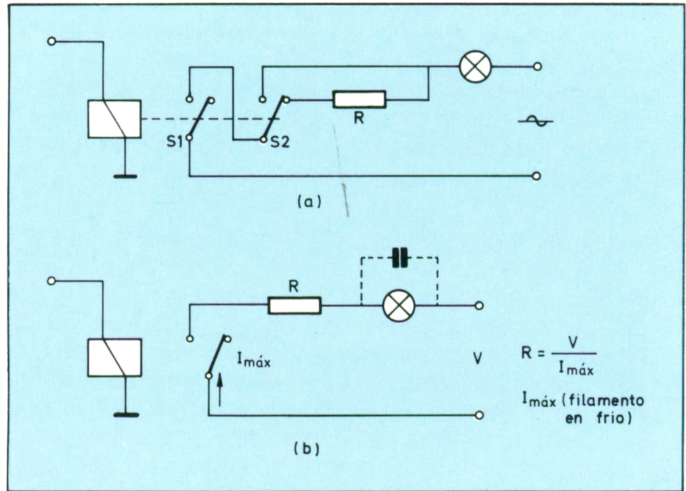 S1
S2
R
(a)
R
Imáx
V
R = V / Imáx
Imáx (filamento
en frio)
(b)